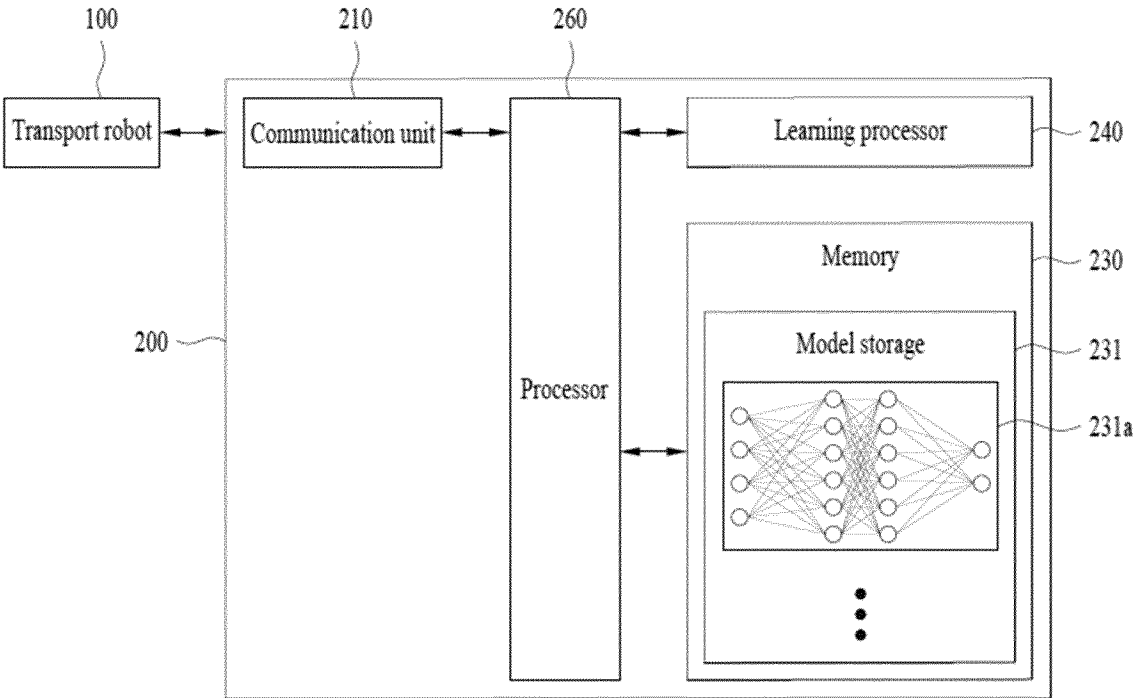 100
210
260
Transport robot
Communication unit
Learning processor
240
Memory
230
200
Model storage
231
Processor
231a